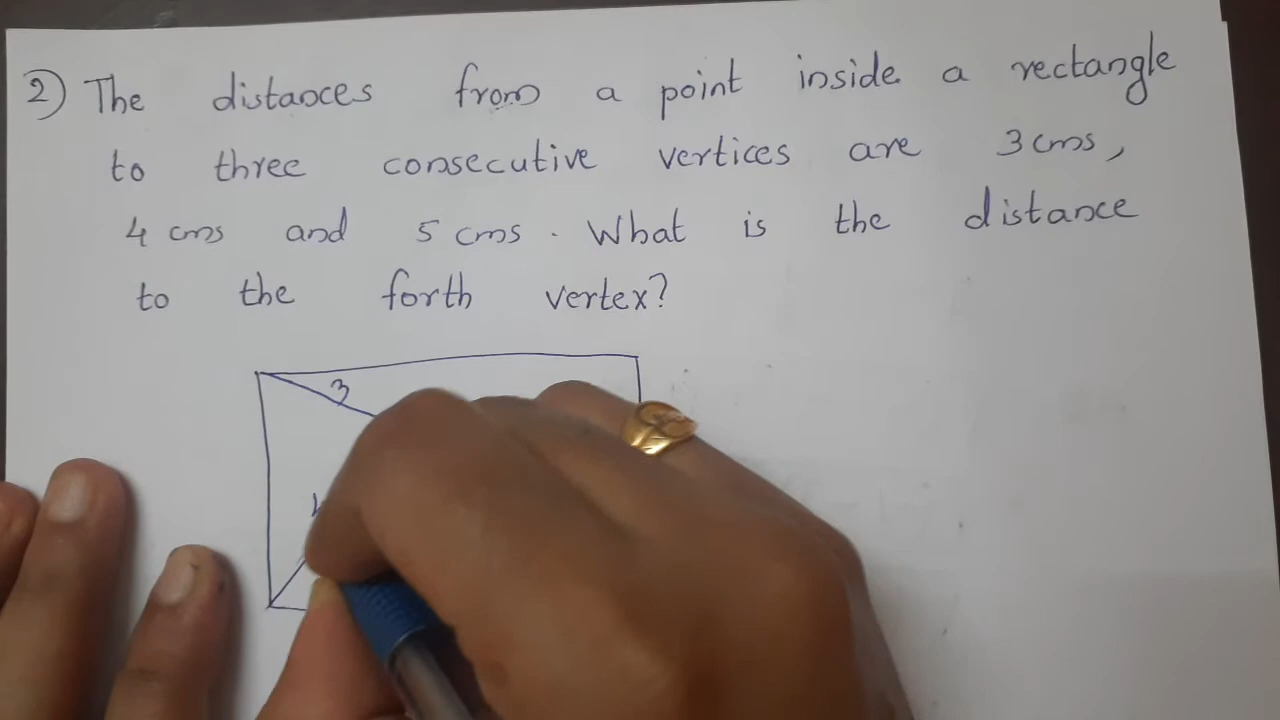 2) The distances from a point inside a rectangle
to three consecutive vertices are 3 cms,
4 cms and 5 cms. What is the distance
to the forth vertex?
3